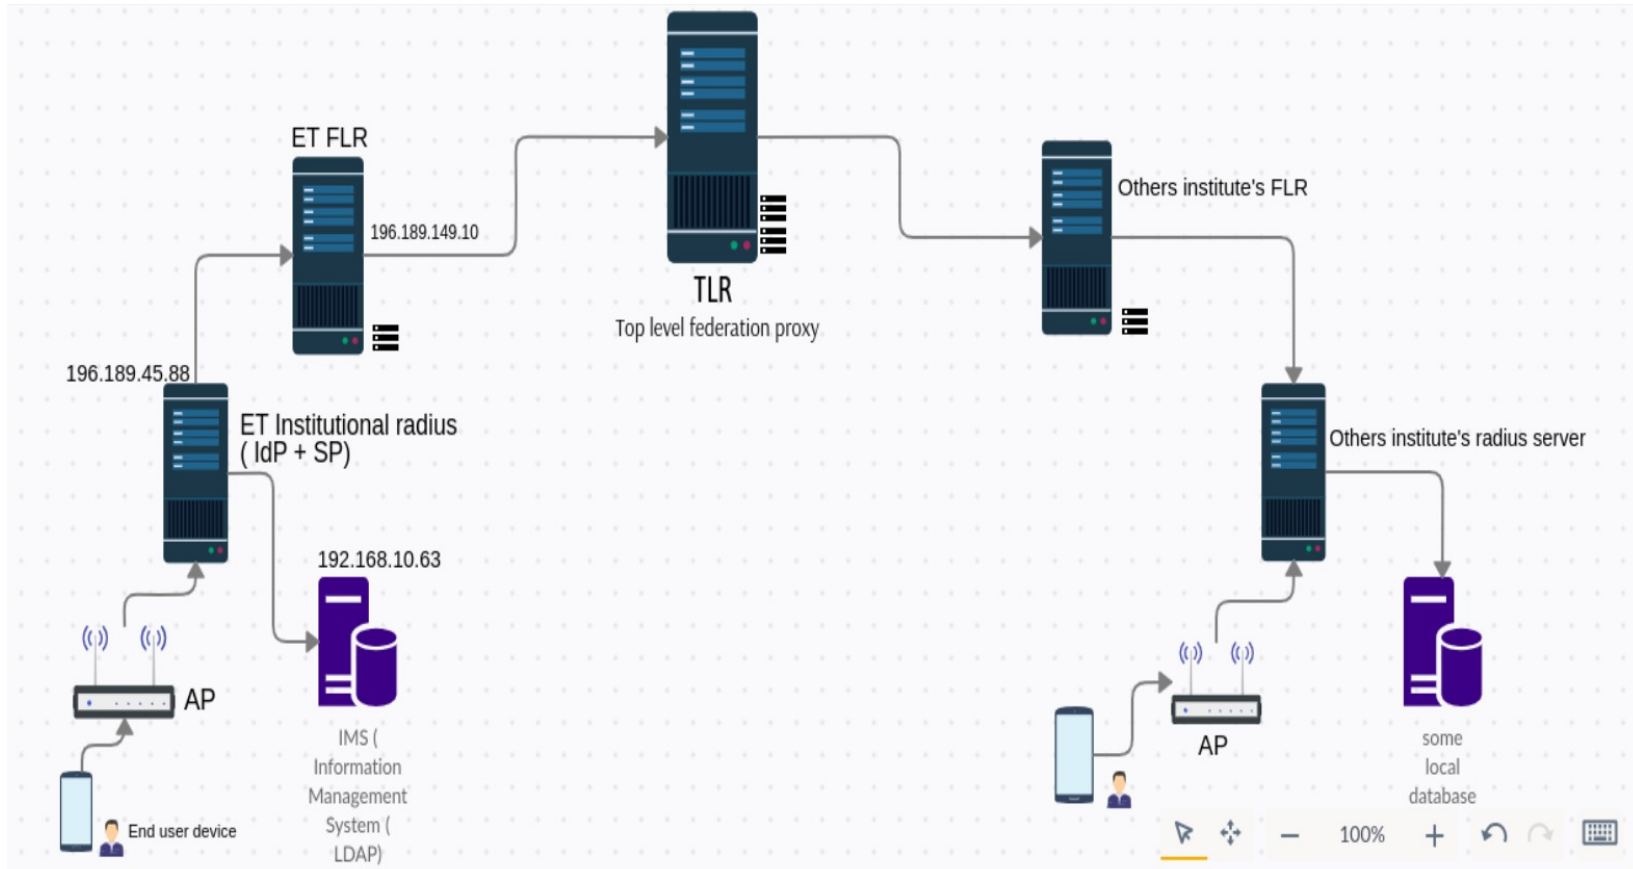 ET FLR
196.189.149.10
TLR
Top level federation proxy
Others institute's FLR
196.189.45.88
ET Institutional radius
( IdP + SP)
Others institute's radius server
192.168.10.63
AP
IMS (
Information
Management
System (
LDAP)
End user device
AP
some
local
database
100%